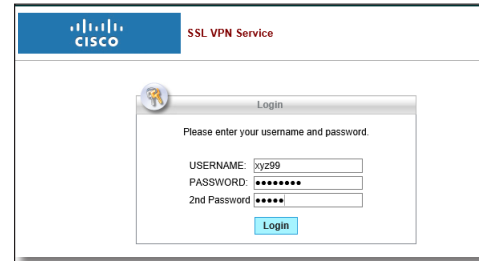 CISCO
SSL VPN Service
Login
Please enter your username and password.
USERNAME: xyz99
PASSWORD: ●●●●●●●●
2nd Password ●●●●●
Login